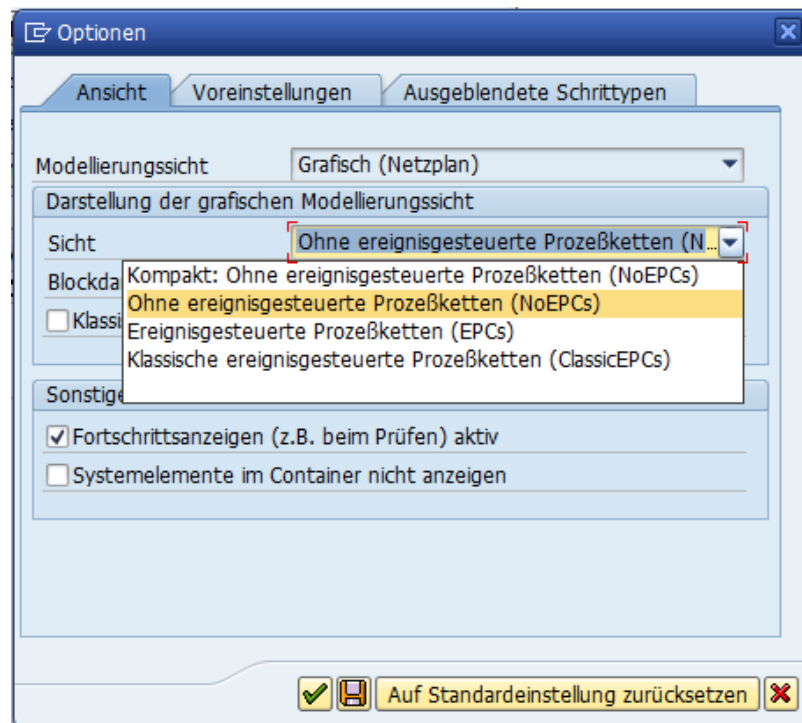 Optionen
Ansicht Voreinstellungen Ausgeblendete Schrittypen
Modellierungssicht Grafisch (Netzplan)
Darstellung der grafischen Modellierungssicht
Sicht Ohne ereignisgesteuerte Prozeßketten (N...
Kompakt: Ohne ereignisgesteuerte Prozeßketten (NoEPCs)
Blockda
Ohne ereignisgesteuerte Prozeßketten (NoEPCs)
Klassi
Ereignisgesteuerte Prozeßketten (EPCs)
Klassische ereignisgesteuerte Prozeßketten (ClassicEPCs)
Sonstige
Fortschrittsanzeigen (z.B. beim Prüfen) aktiv
Systemelemente im Container nicht anzeigen
Auf Standardeinstellung zurücksetzen